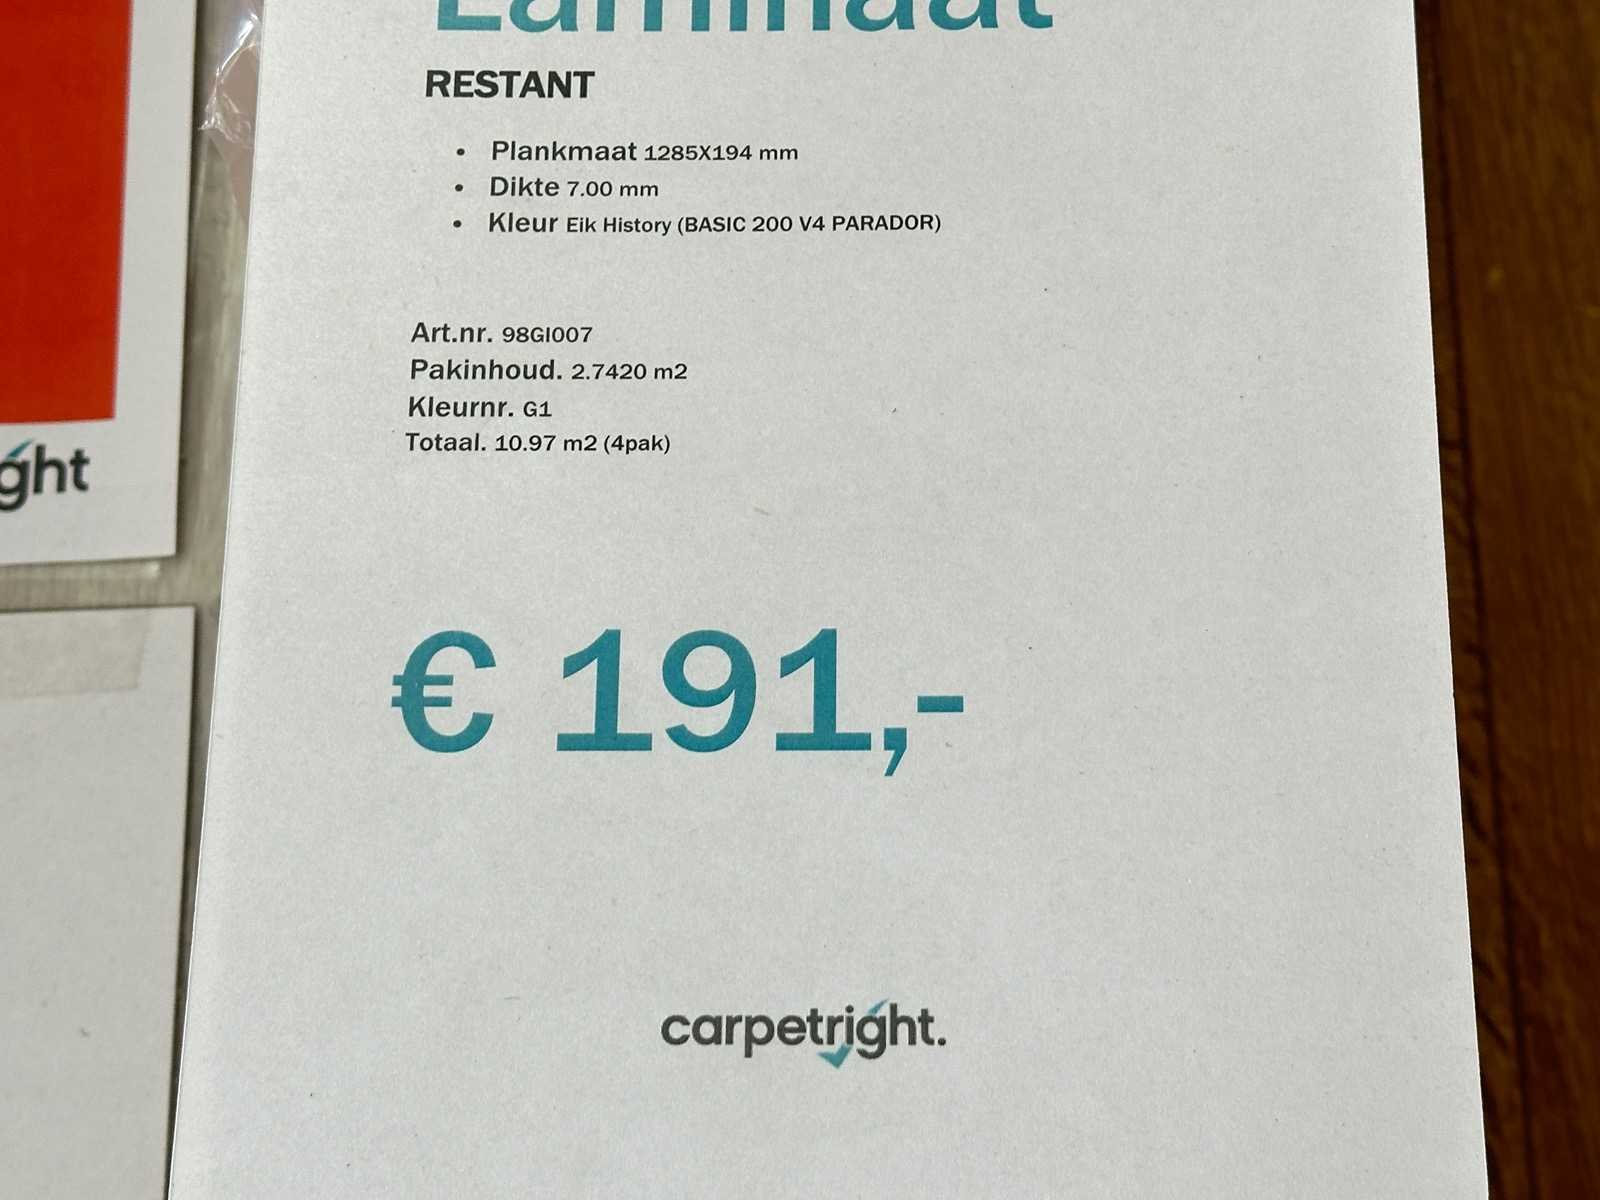 Laminaat
RESTANT
• Plankmaat 1285X194 mm
• Dikte 7.00 mm
• Kleur Eik History (BASIC 200 V4 PARADOR)
Art.nr. 98GI007
Pakinhoud. 2.7420 m2
Kleurnr. G1
Totaal. 10.97 m2 (4pak)
ght
€ 191,-
carpetright.